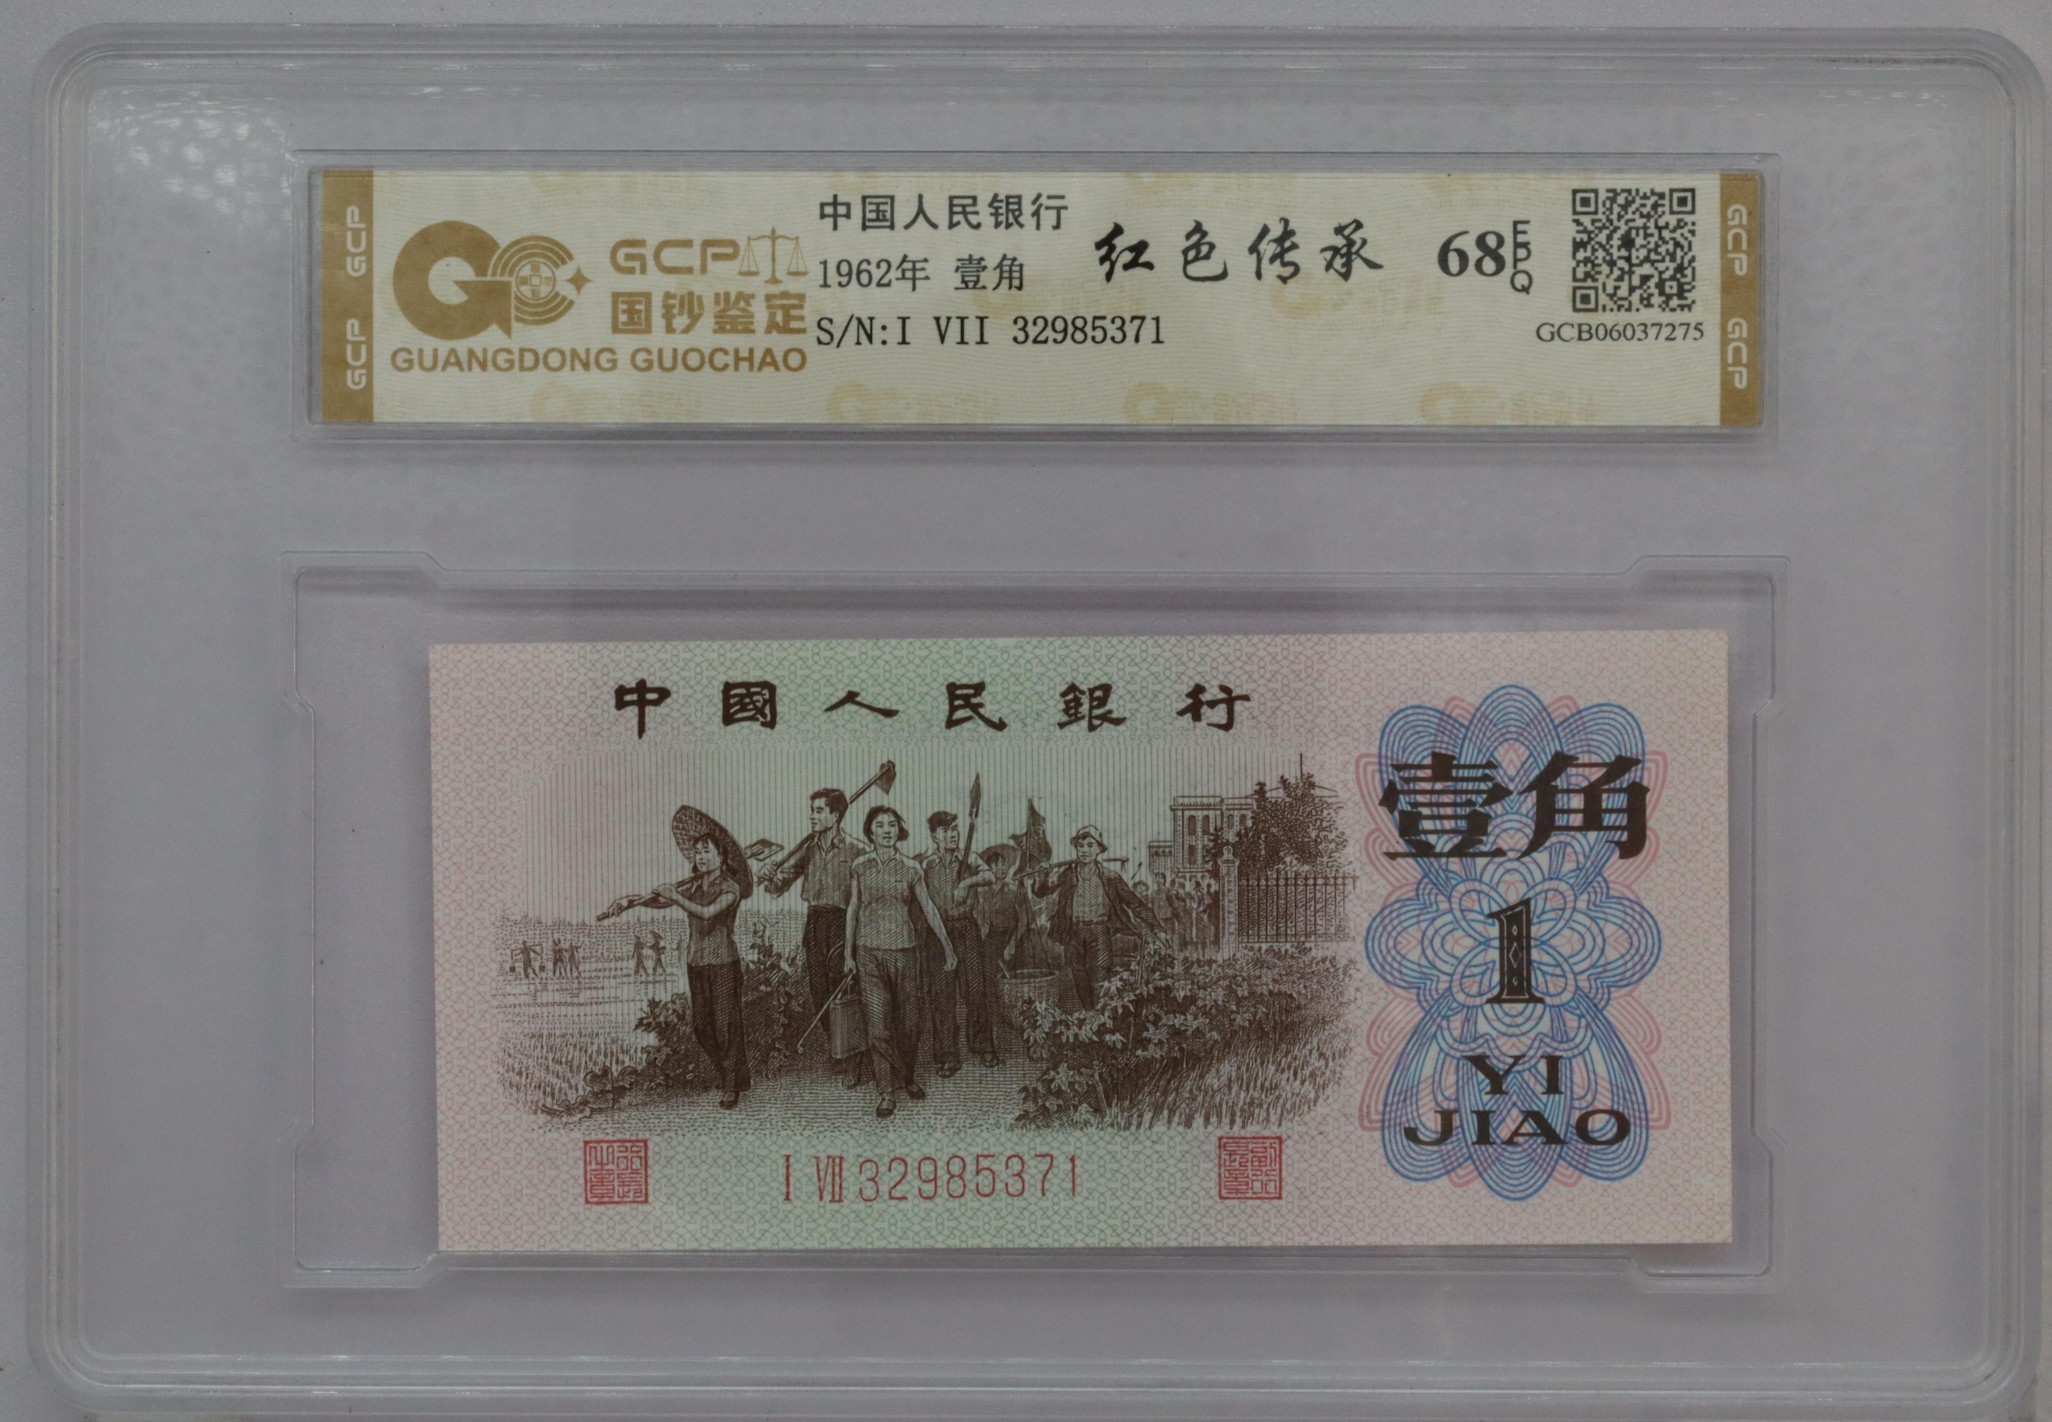 GCP
GCP
GCP
国钞鉴定
GUANGDONG GUOCHAO
中国人民银行
1962年 壹角
S/N:I VII 32985371
红色传承
68 EPQ
GCB06037275
GCP
GCP
中國人民銀行
壹角
1
YI
JIAO
I VII 32985371